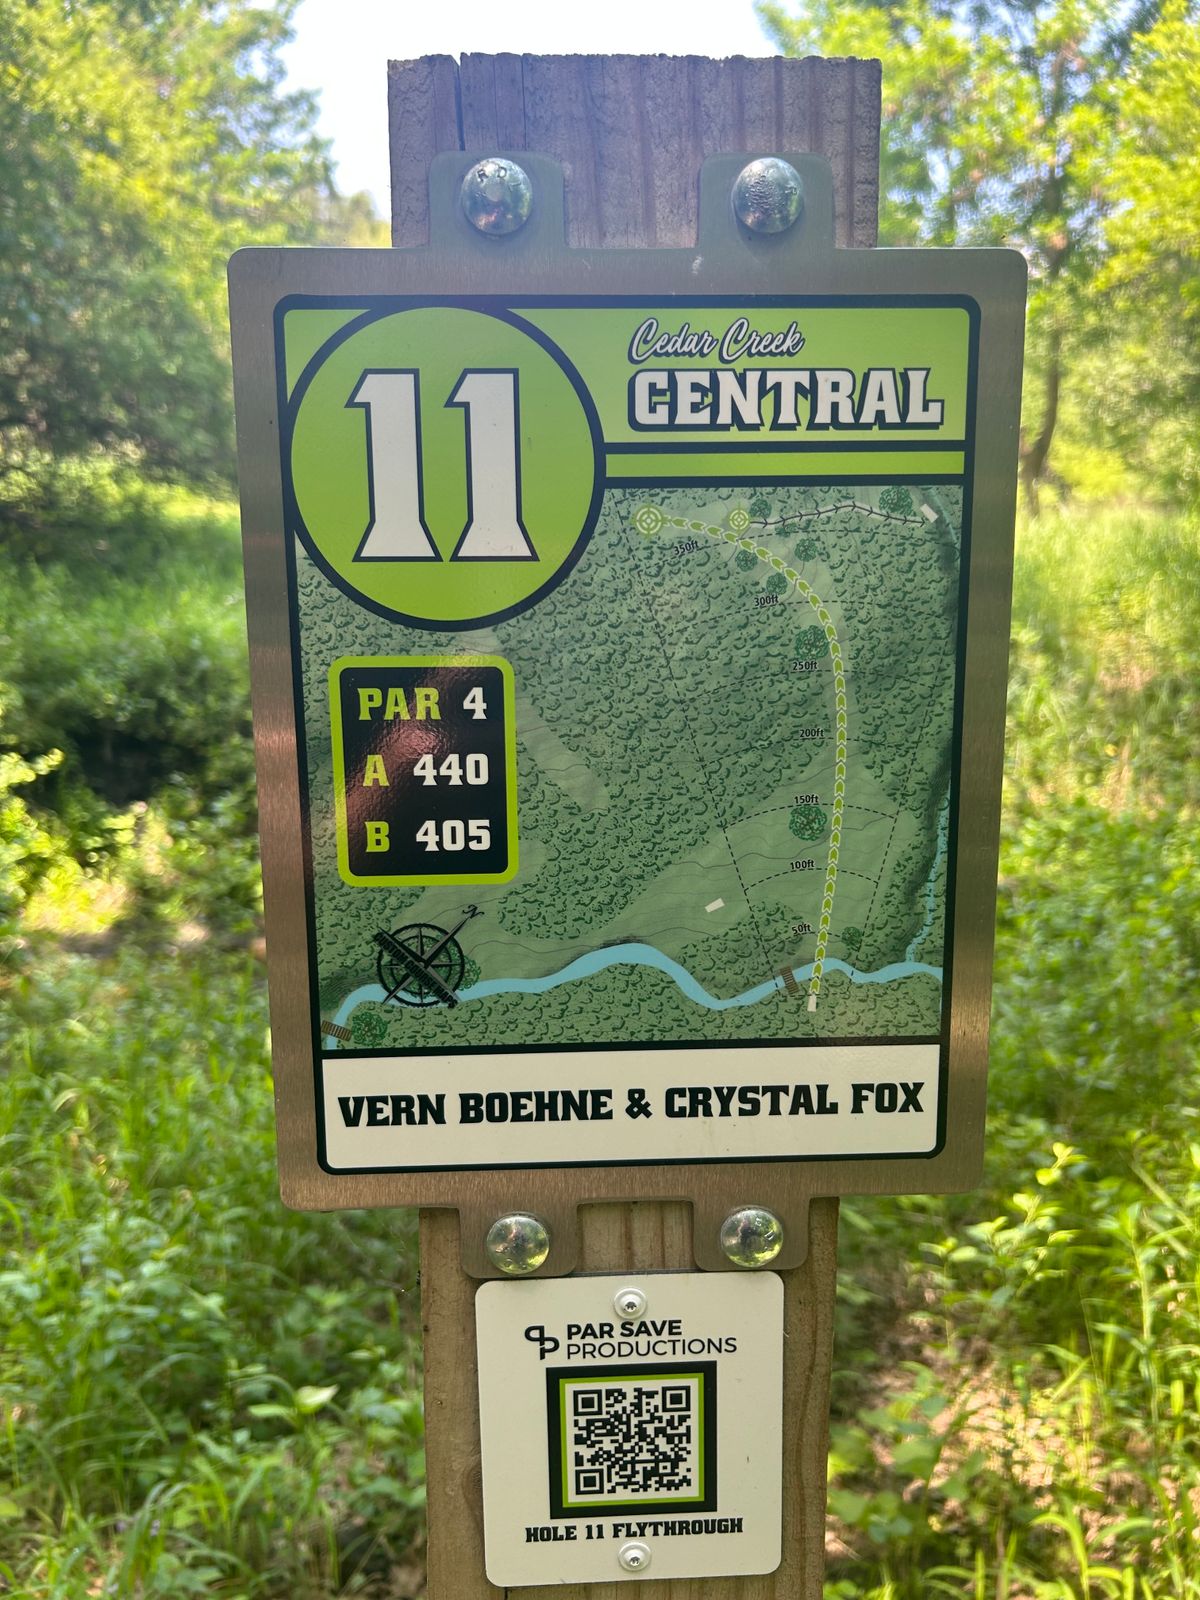 11
Cedar Creek
CENTRAL
350ft
300ft
250ft
200ft
150ft
100ft
50ft
PAR 4
A 440
B 405
N
VERN BOEHNE & CRYSTAL FOX
PAR SAVE
PRODUCTIONS
HOLE 11 FLYTHROUGH